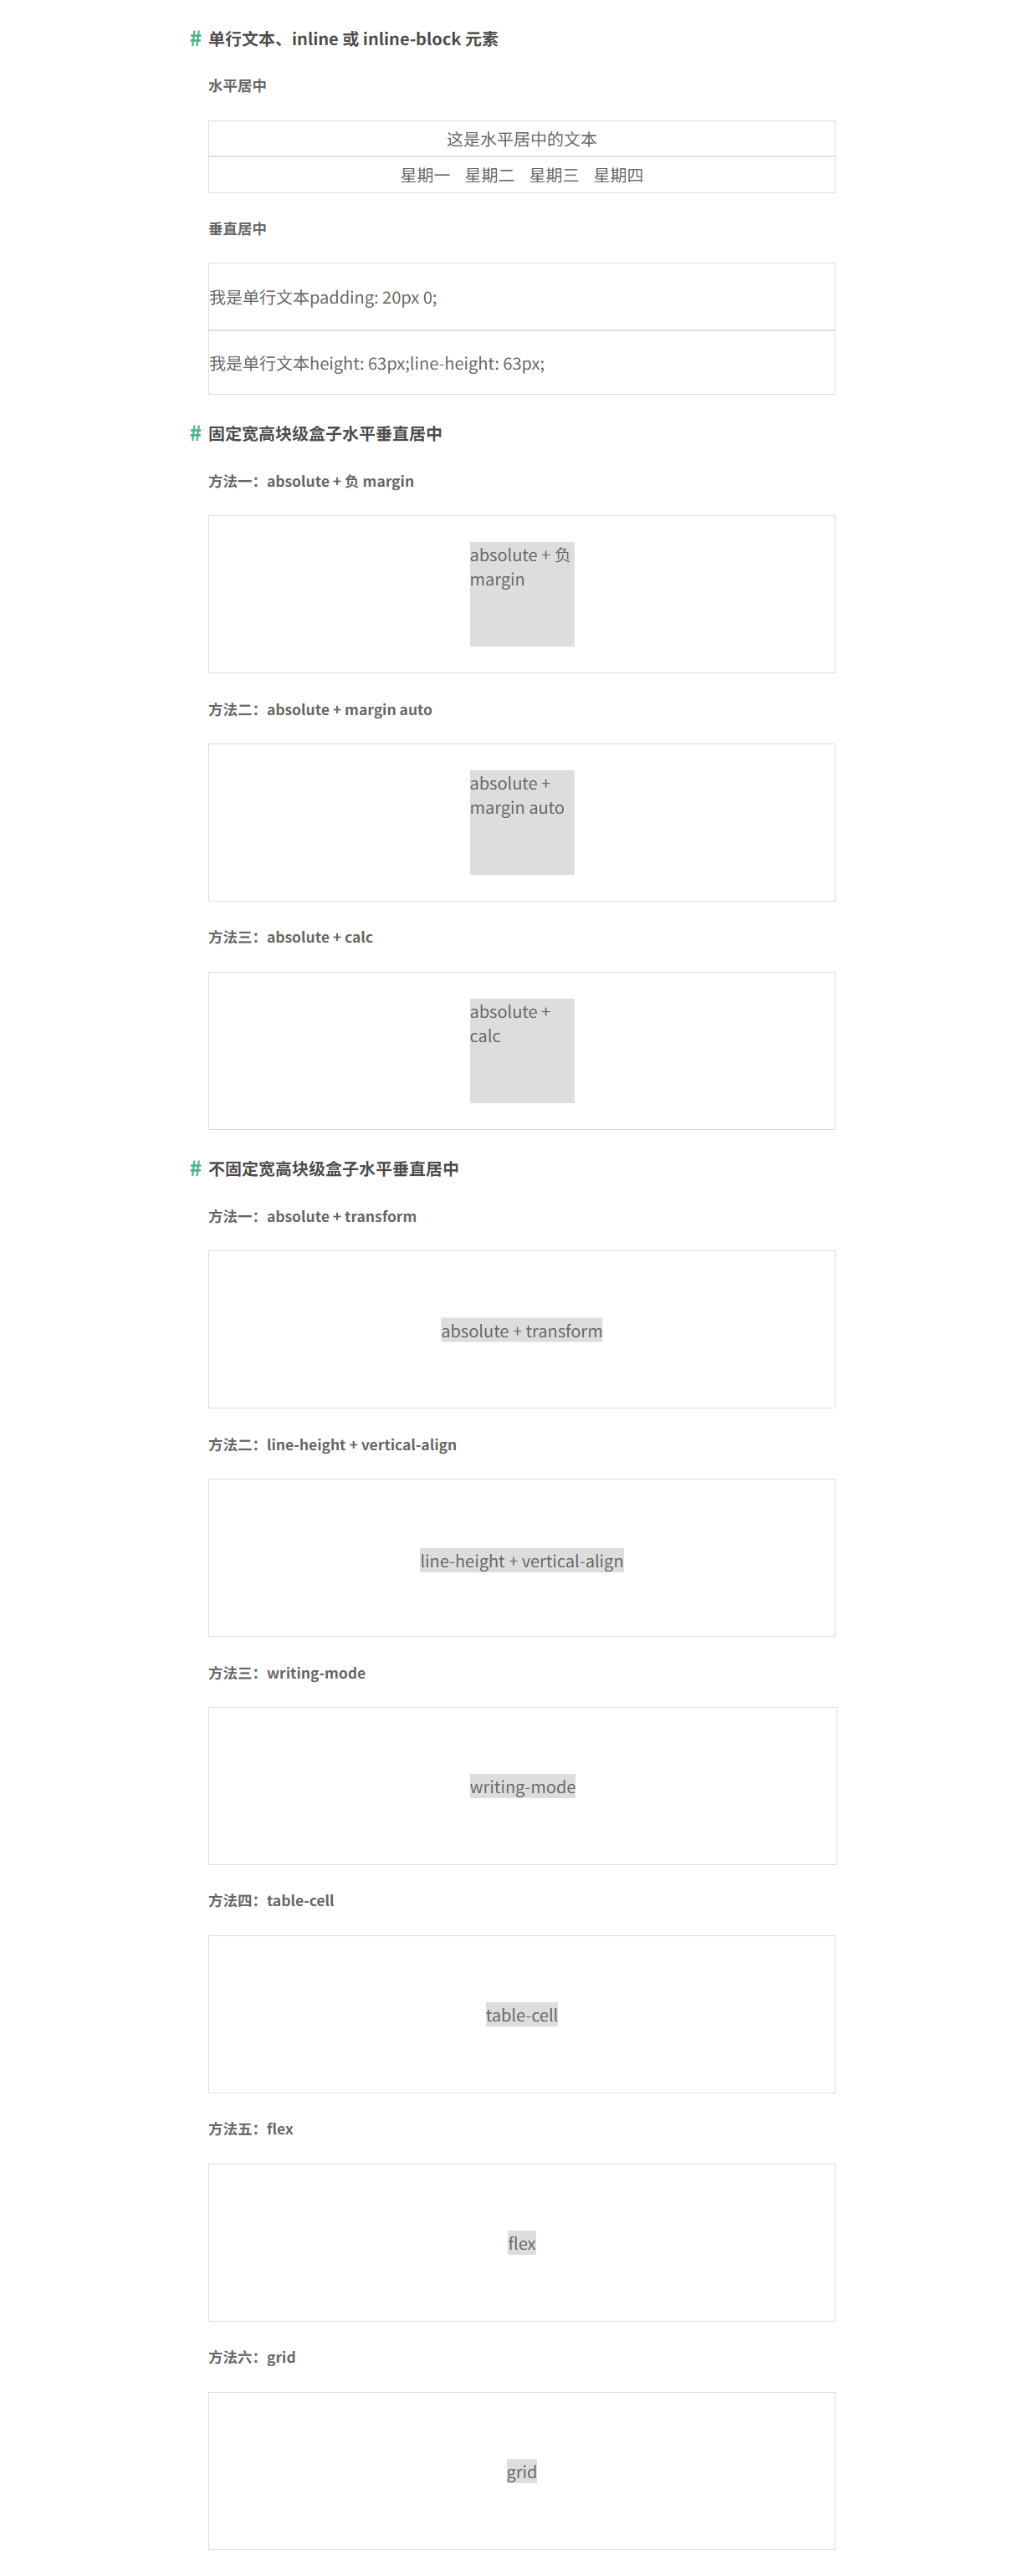 # 单行文本、inline 或 inline-block 元素
水平居中
这是水平居中的文本
星期一 星期二 星期三 星期四
垂直居中
我是单行文本padding: 20px 0;
我是单行文本height: 63px;line-height: 63px;
# 固定宽高块级盒子水平垂直居中
方法一：absolute + 负 margin
absolute + 负
margin
方法二：absolute + margin auto
absolute +
margin auto
方法三：absolute + calc
absolute +
calc
# 不固定宽高块级盒子水平垂直居中
方法一：absolute + transform
absolute + transform
方法二：line-height + vertical-align
line-height + vertical-align
方法三：writing-mode
writing-mode
方法四：table-cell
table-cell
方法五：flex
flex
方法六：grid
grid